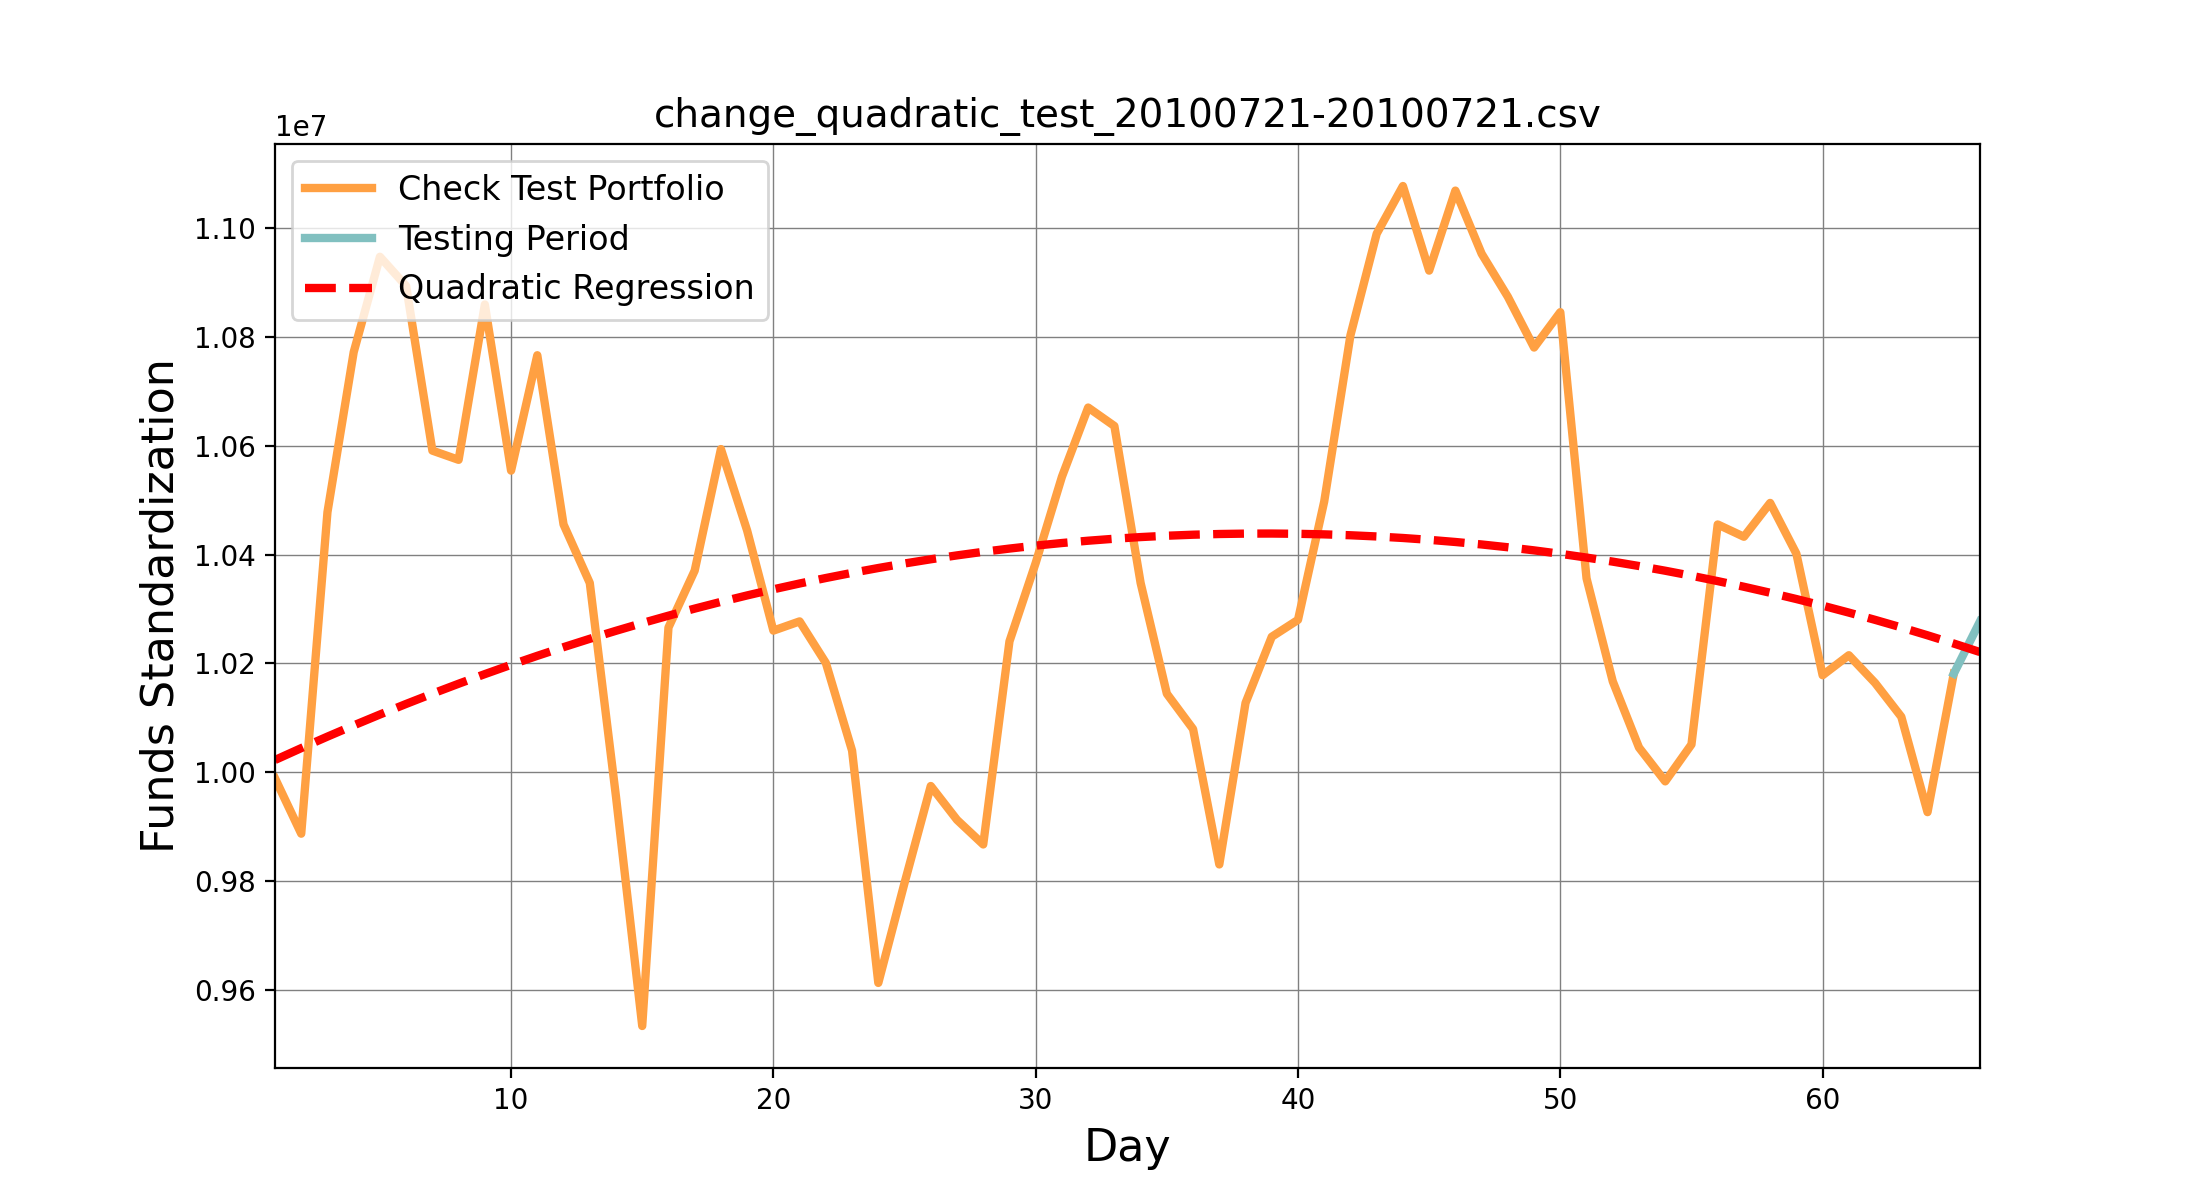 change_quadratic_test_20100721-20100721.csv
1e7
Check Test Portfolio
Testing Period
Quadratic Regression
1.10
1.08
1.06
1.04
1.02
1.00
0.98
0.96
Funds Standardization
10 20 30 40 50 60
Day